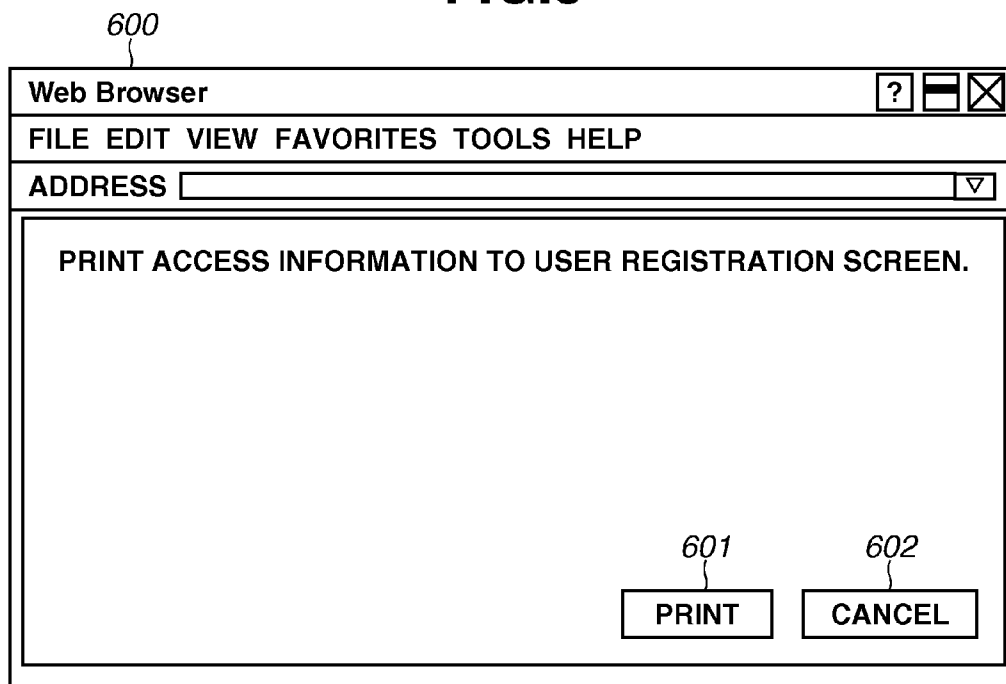 600
Web Browser ?
FILE EDIT VIEW FAVORITES TOOLS HELP
ADDRESS
PRINT ACCESS INFORMATION TO USER REGISTRATION SCREEN.
601 602
PRINT CANCEL